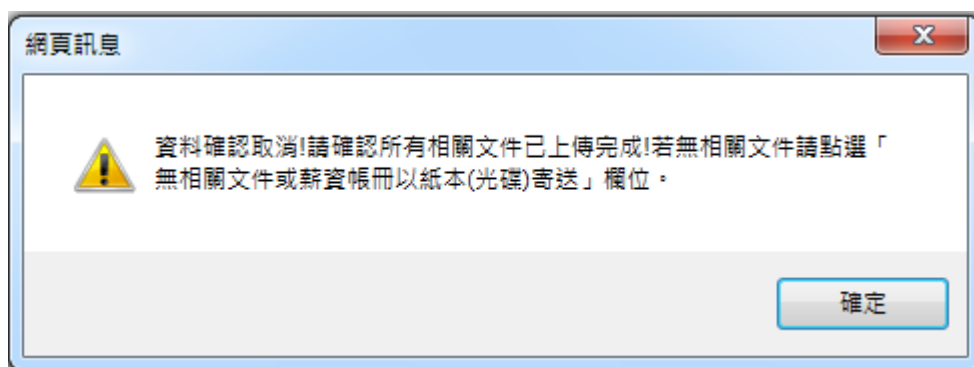 網頁訊息
資料確認取消!請確認所有相關文件已上傳完成!若無相關文件請點選「
無相關文件或薪資帳冊以紙本(光碟)寄送」欄位。
確定